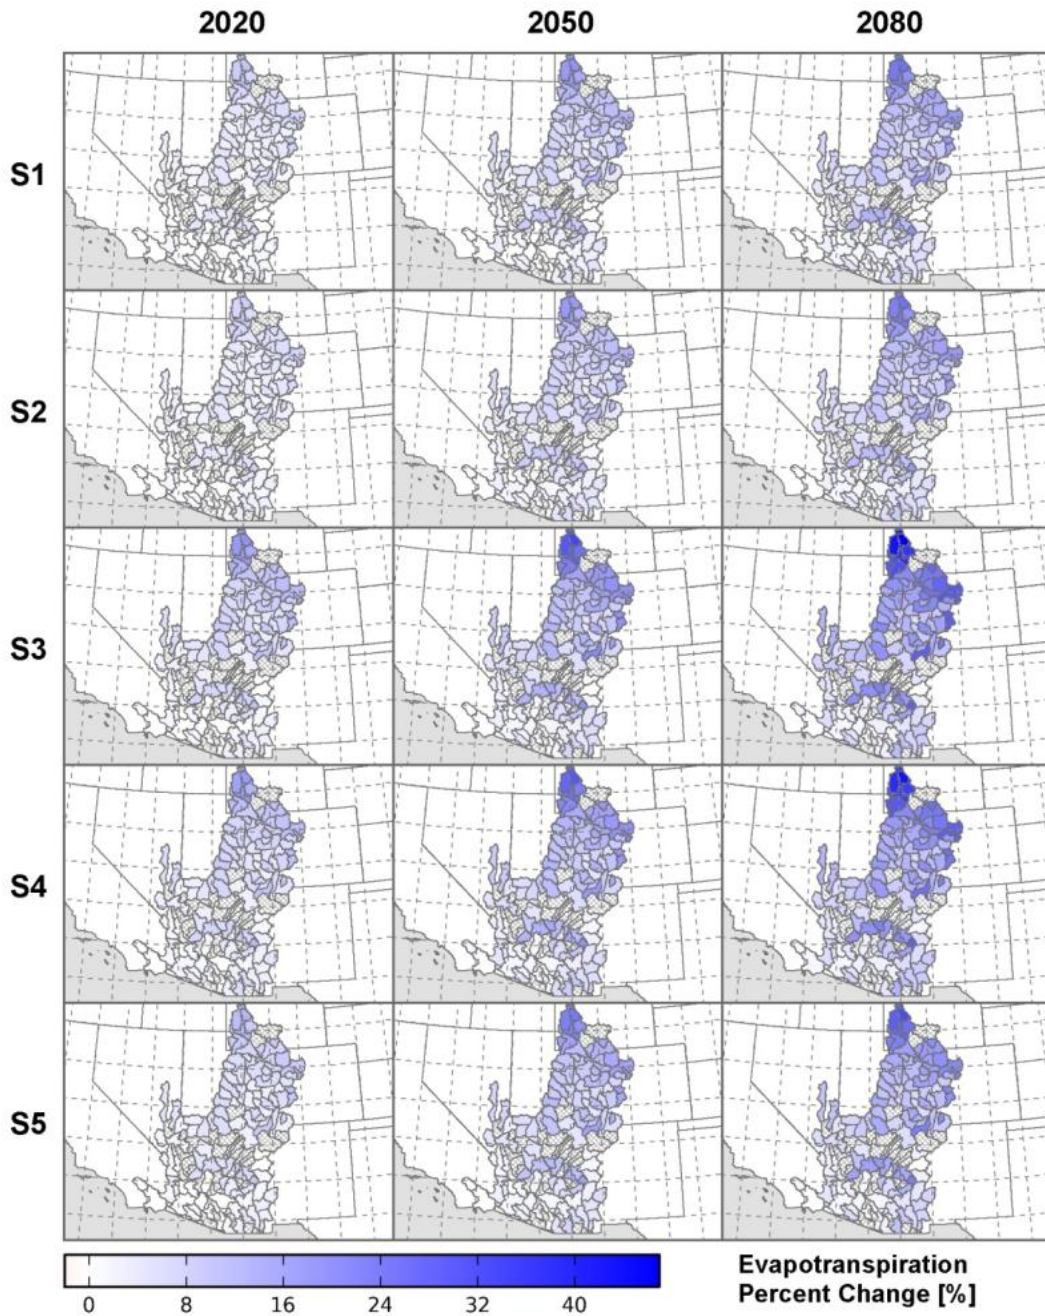 2020 2050 2080
S1
S2
S3
S4
S5
0 8 16 24 32 40
Evapotranspiration
Percent Change [%]